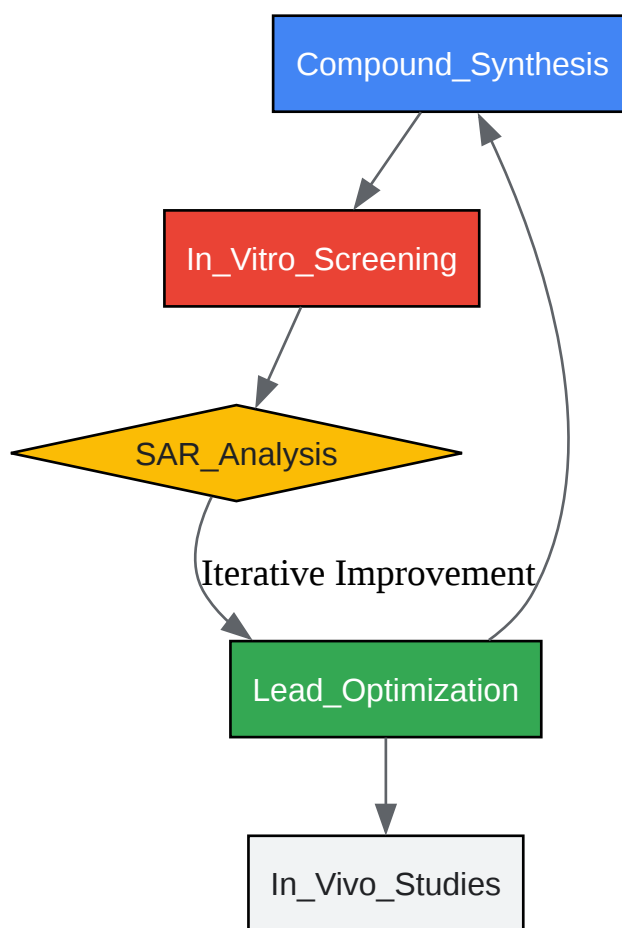 Compound_Synthesis
In_Vitro_Screening
SAR_Analysis
Iterative Improvement
Lead_Optimization
In_Vivo_Studies